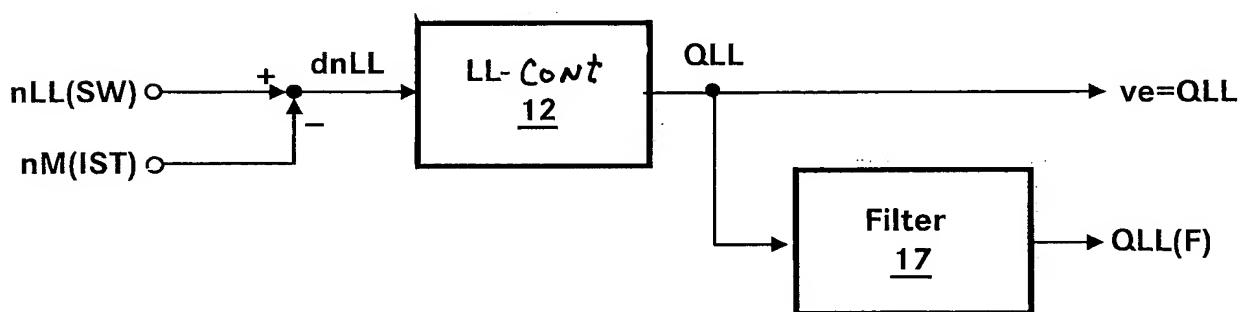 nLL(SW)
+
dnLL
LL-Cont
12
QLL
ve=QLL
nM(IST)
−
Filter
17
QLL(F)